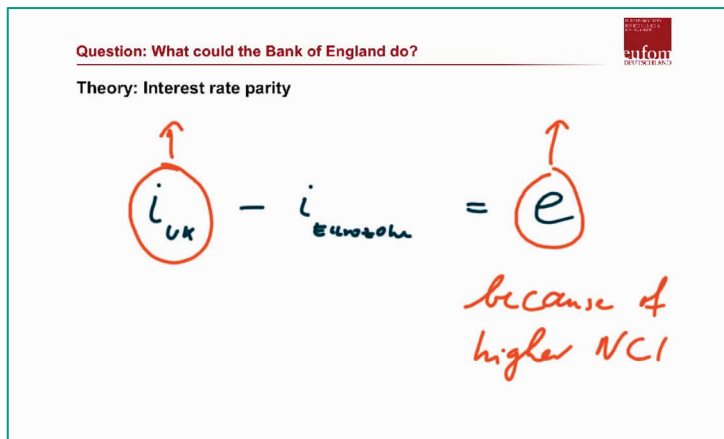 Question: What could the Bank of England do?
eufom
DEUTSCHLAND
Theory: Interest rate parity
i UK - i Eurozone = e
because of
higher NCI